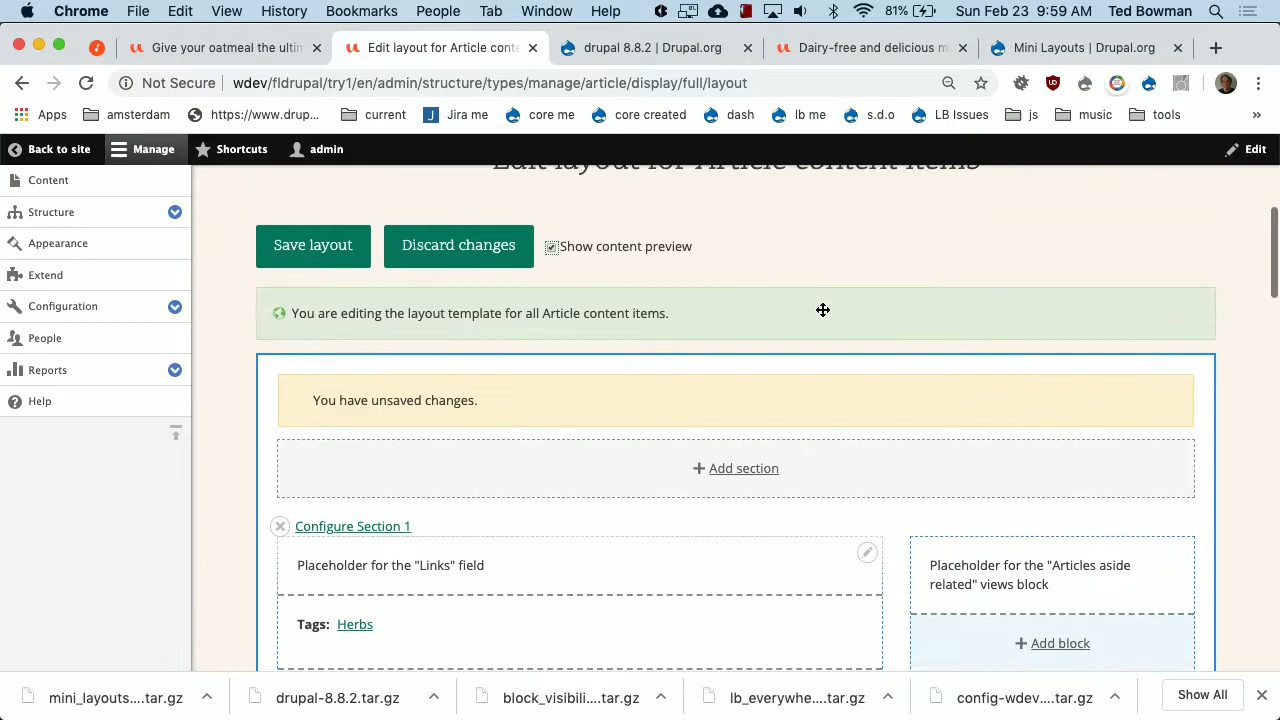 Chrome File Edit View History Bookmarks People Tab Window Help 81% Sun Feb 23 9:59 AM Ted Bowman
Give your oatmeal the ultin Edit layout for Article conte drupal 8.8.2 | Drupal.org Dairy-free and delicious m Mini Layouts | Drupal.org
Not Secure wdev/fldrupal/try1/en/admin/structure/types/manage/article/display/full/layout
Apps amsterdam https://www.drup... current Jira me core me core created dash lb me s.d.o LB Issues js music tools »
Back to site Manage Shortcuts admin Edit
Edit layout for Article content items
Content
Structure
Appearance
Extend
Configuration
People
Reports
Help
Save layout Discard changes Show content preview
You are editing the layout template for all Article content items.
You have unsaved changes.
+ Add section
Configure Section 1
Placeholder for the "Links" field
Tags: Herbs
Placeholder for the "Articles aside
related" views block
+ Add block
mini_layouts....tar.gz drupal-8.8.2.tar.gz block_visibili....tar.gz lb_everywhe....tar.gz config-wdev....tar.gz Show All